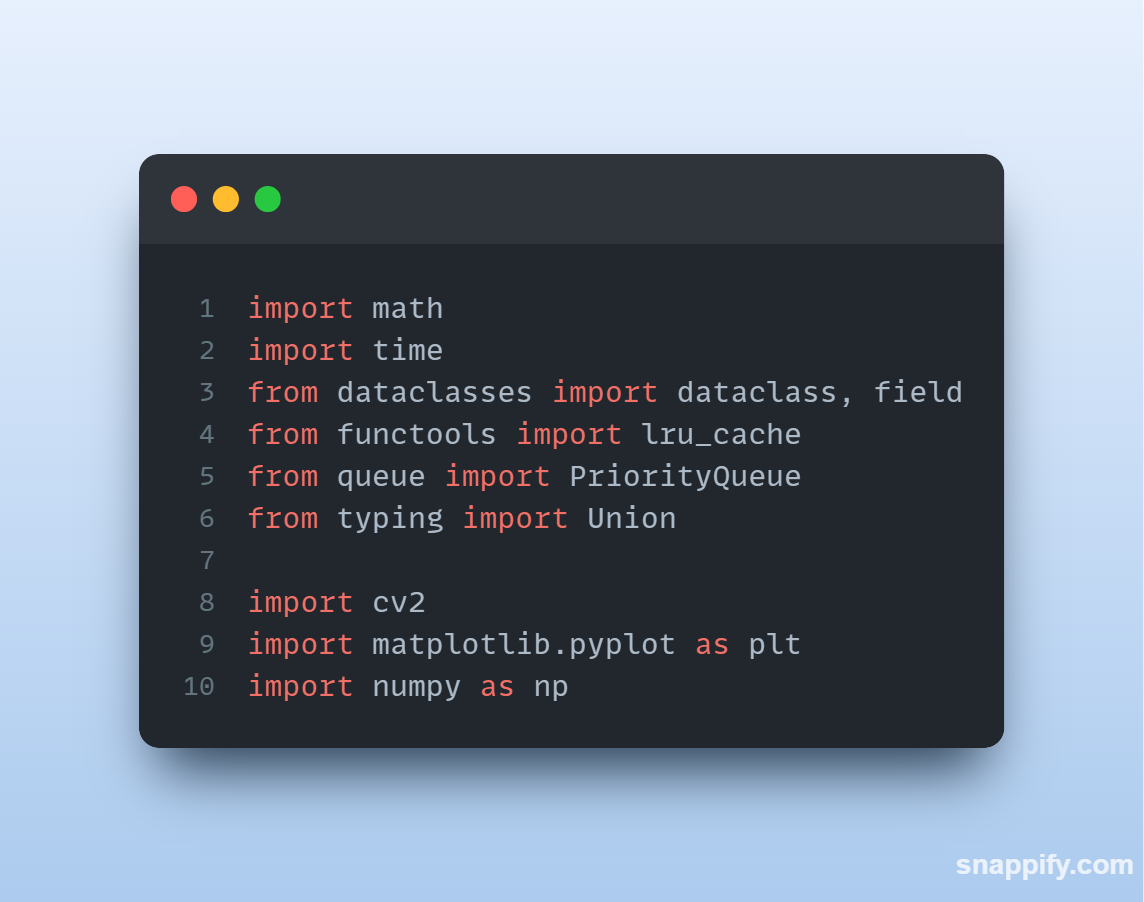 1 import math
2 import time
3 from dataclasses import dataclass, field
4 from functools import lru_cache
5 from queue import PriorityQueue
6 from typing import Union
7
8 import cv2
9 import matplotlib.pyplot as plt
10 import numpy as np
snappify.com